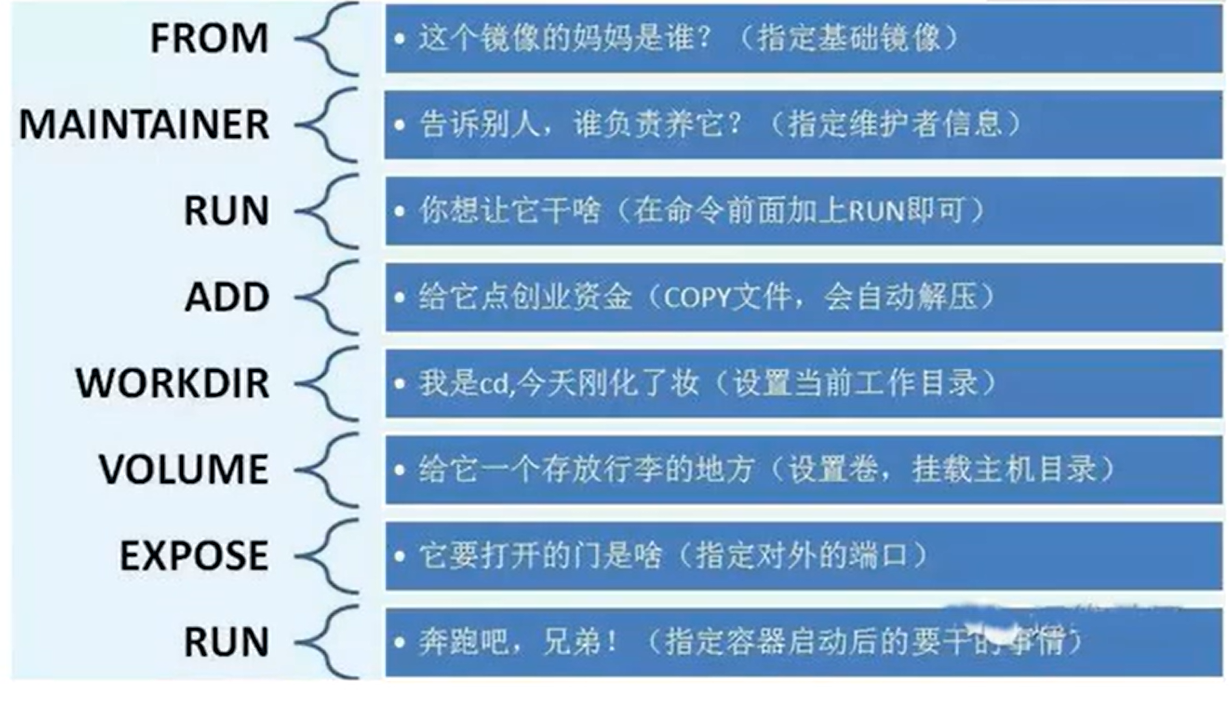 FROM
• 这个镜像的妈妈是谁？（指定基础镜像）
MAINTAINER
• 告诉别人，谁负责养它？（指定维护者信息）
RUN
• 你想让它干啥（在命令前面加上RUN即可）
ADD
• 给它点创业资金（COPY文件，会自动解压）
WORKDIR
• 我是cd,今天刚化了妆（设置当前工作目录）
VOLUME
• 给它一个存放行李的地方（设置卷，挂载主机目录）
EXPOSE
• 它要打开的门是啥（指定对外的端口）
RUN
• 奔跑吧，兄弟！（指定容器启动后的要干的事情）